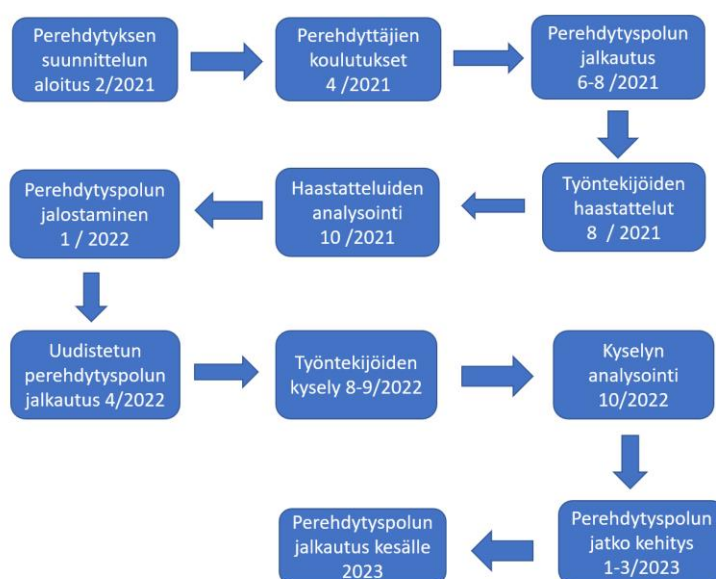 Perehdytyksen
suunnittelun
aloitus 2/2021
Perehdyttäjien
koulutukset
4 /2021
Perehdytyspolun
jalkautus
6-8 /2021
Työntekijöiden
haastattelut
8 / 2021
Haastatteluiden
analysointi
10 /2021
Perehdytyspolun
jalostaminen
1 / 2022
Uudistetun
perehdytyspolun
jalkautus 4/2022
Työntekijöiden
kysely 8-9/2022
Kyselyn
analysointi
10/2022
Perehdytyspolun
jatko kehitys
1-3/2023
Perehdytyspolun
jalkautus kesälle
2023